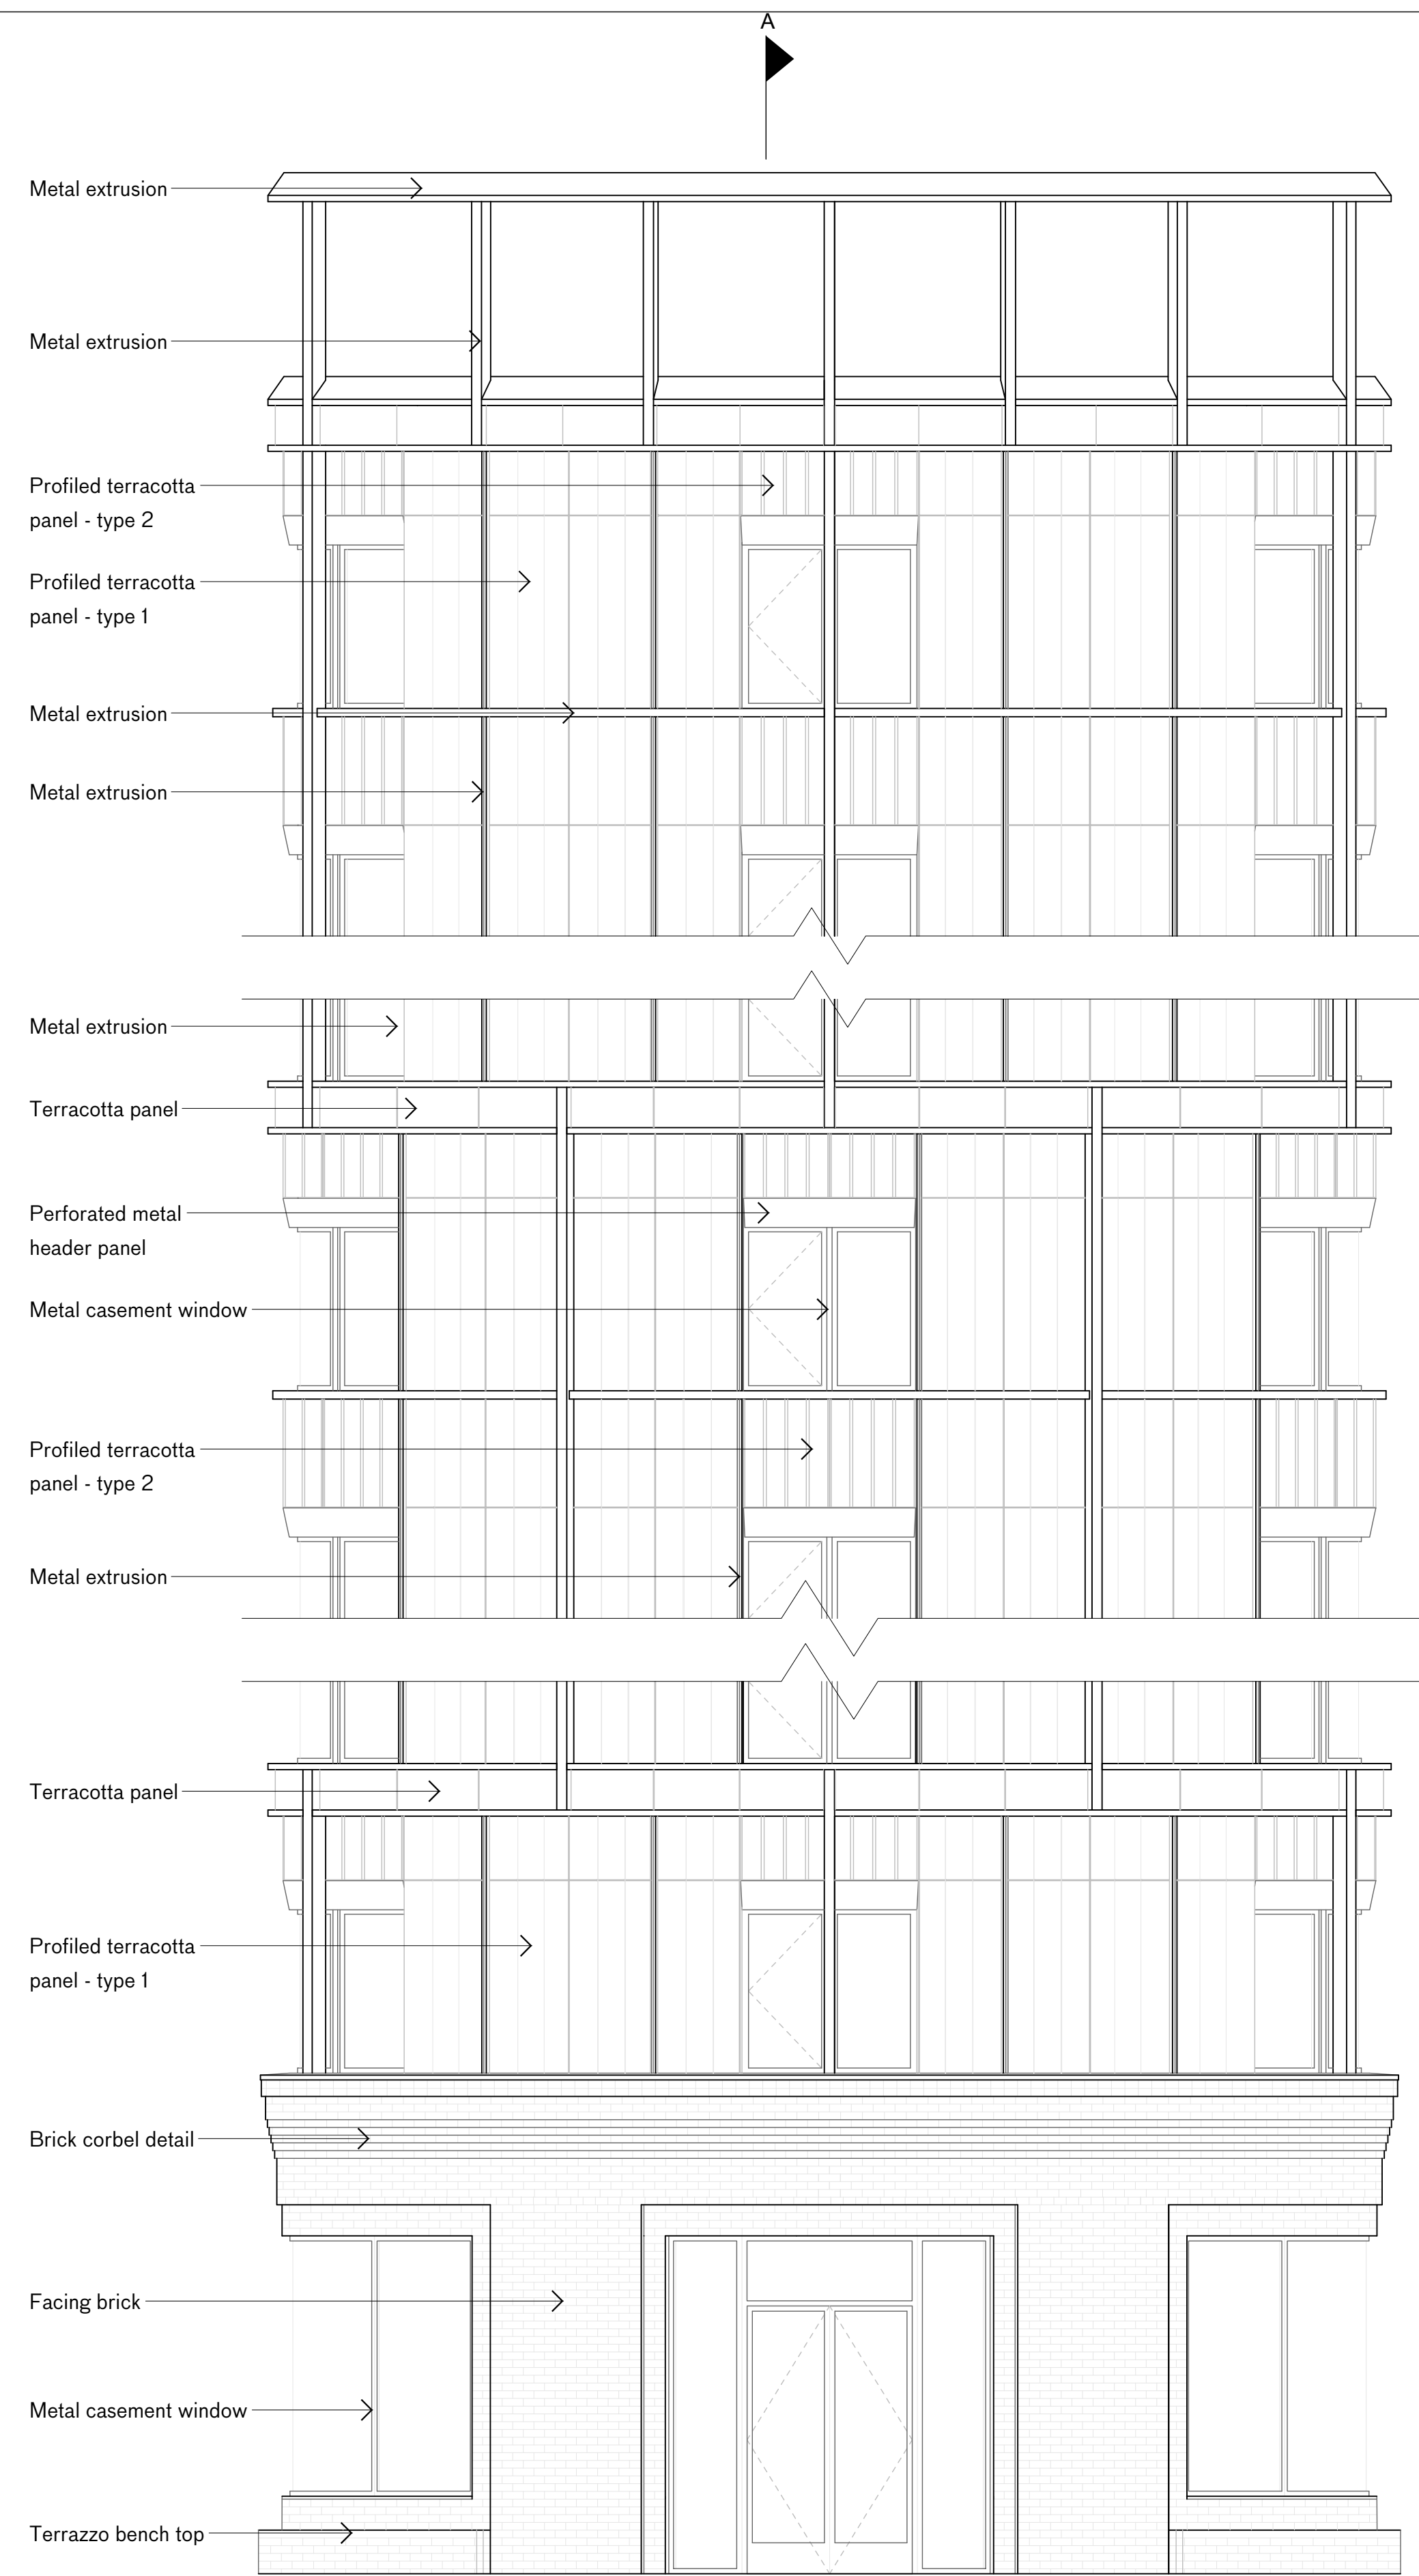 A
Metal extrusion
Metal extrusion
Profiled terracotta
panel - type 2
Profiled terracotta
panel - type 1
Metal extrusion
Metal extrusion
Metal extrusion
Terracotta panel
Perforated metal
header panel
Metal casement window
Profiled terracotta
panel - type 2
Metal extrusion
Terracotta panel
Profiled terracotta
panel - type 1
Brick corbel detail
Facing brick
Metal casement window
Terrazzo bench top